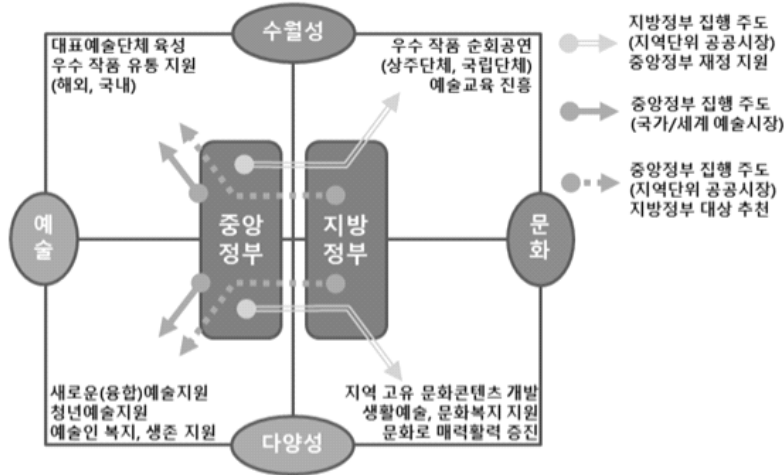 수월성
대표예술단체 육성
우수 작품 유통 지원
(해외, 국내)
우수 작품 순회공연
(상주단체, 국립단체)
예술교육 진흥
예
술
중앙
정부
지방
정부
문
화
새로운(융합)예술지원
청년예술지원
예술인 복지, 생존 지원
지역 고유 문화콘텐츠 개발
생활예술, 문화복지 지원
문화로 매력활력 증진
다양성
지방정부 집행 주도
(지역단위 공공시장)
중앙정부 재정 지원
중앙정부 집행 주도
(국가/세계 예술시장)
중앙정부 집행 주도
(지역단위 공공시장)
지방정부 대상 추천